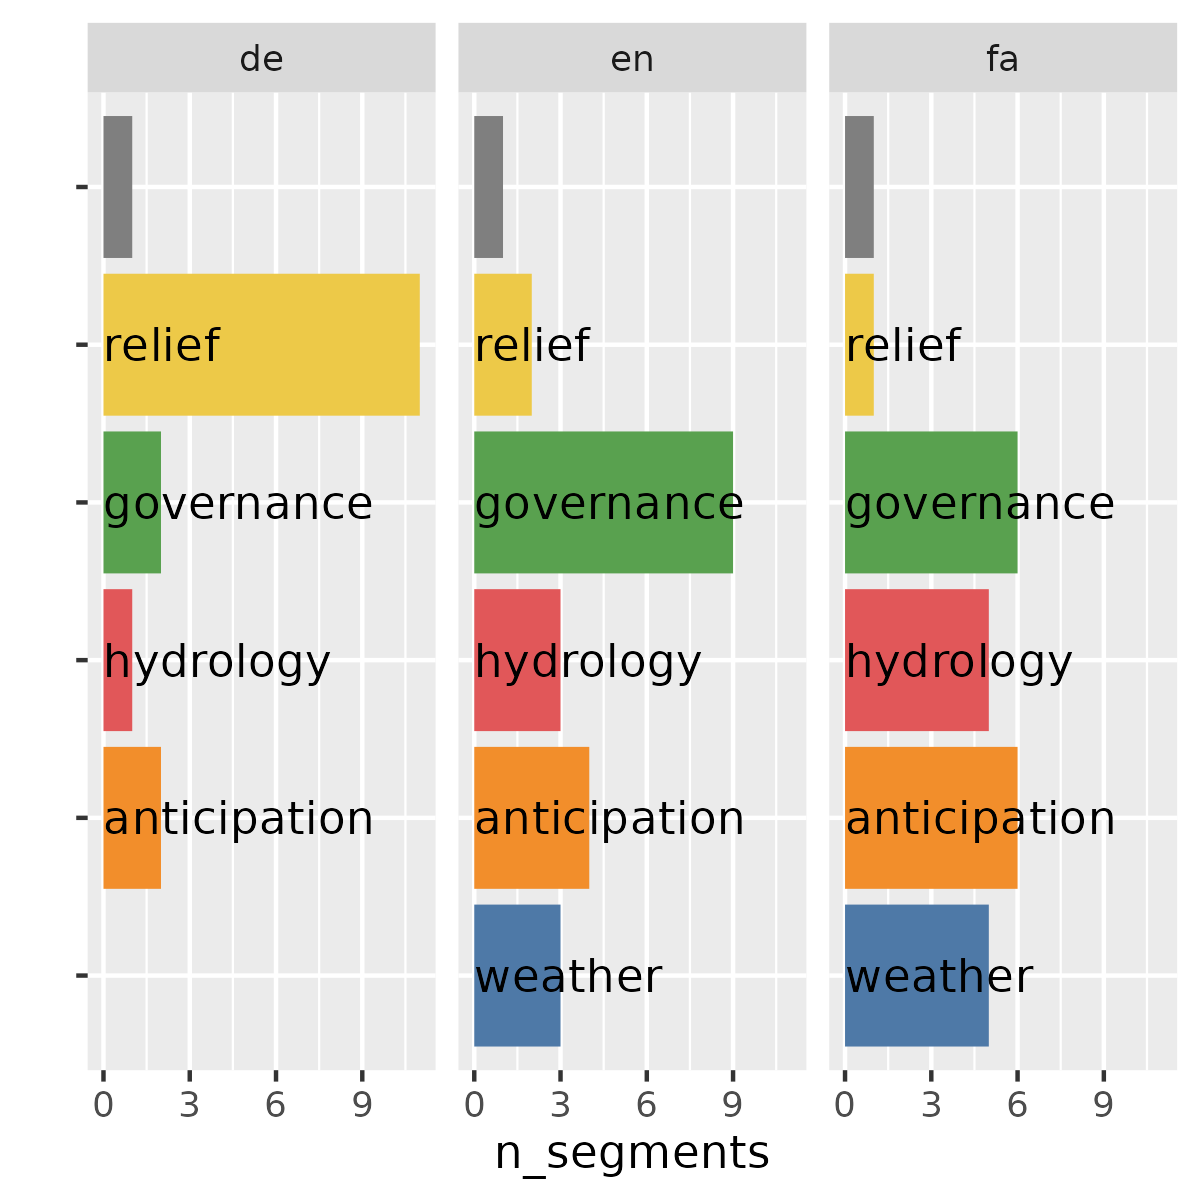 de en fa
relief relief relief
governance governance governance
hydrology hydrology hydrology
anticipation anticipation anticipation
weather weather
0 3 6 9 0 3 6 9 0 3 6 9
n_segments